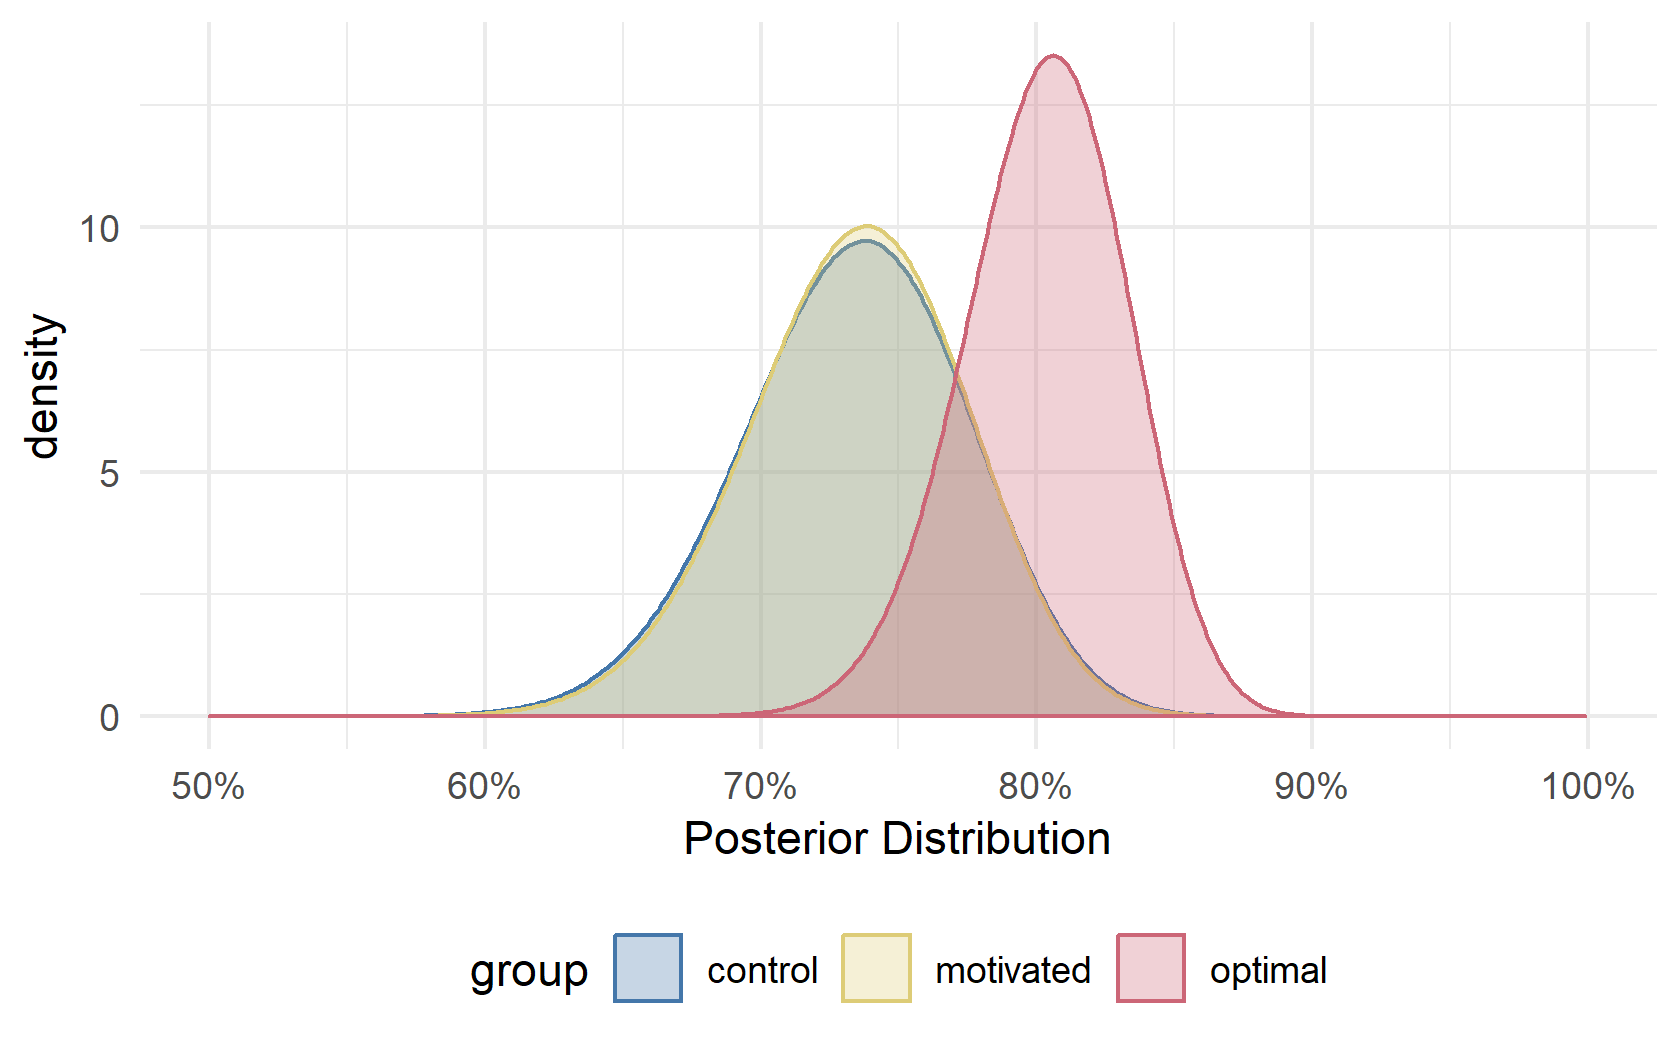 density
10
5
0
50% 60% 70% 80% 90% 100%
Posterior Distribution
group control motivated optimal